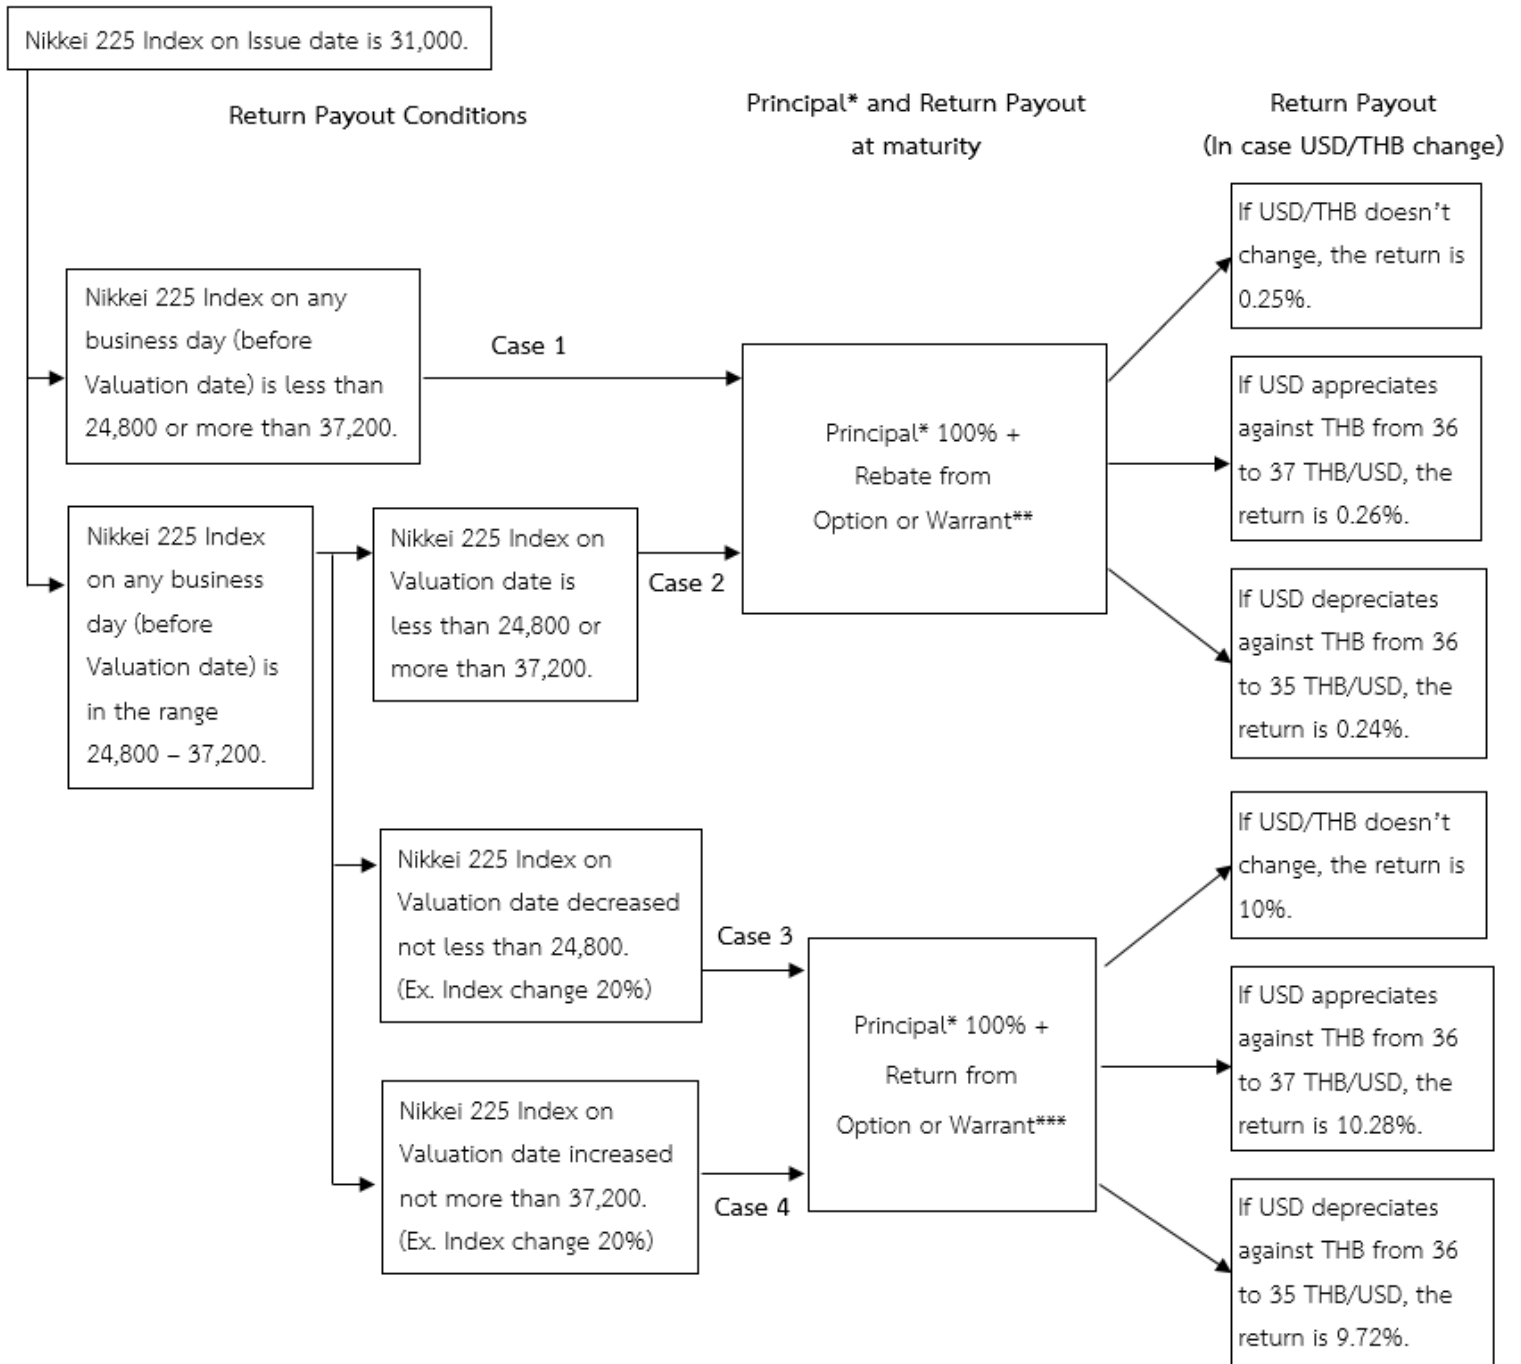 Nikkei 225 Index on Issue date is 31,000.
Return Payout Conditions
Principal* and Return Payout
at maturity
Return Payout
(In case USD/THB change)
Nikkei 225 Index on any
business day (before
Valuation date) is less than
24,800 or more than 37,200.
Case 1
Nikkei 225 Index
on any business
day (before
Valuation date) is
in the range
24,800 – 37,200.
Nikkei 225 Index on
Valuation date is
less than 24,800 or
more than 37,200.
Case 2
Principal* 100% +
Rebate from
Option or Warrant**
If USD/THB doesn't
change, the return is
0.25%.
If USD appreciates
against THB from 36
to 37 THB/USD, the
return is 0.26%.
If USD depreciates
against THB from 36
to 35 THB/USD, the
return is 0.24%.
Nikkei 225 Index on
Valuation date decreased
not less than 24,800.
(Ex. Index change 20%)
Case 3
Nikkei 225 Index on
Valuation date increased
not more than 37,200.
(Ex. Index change 20%)
Case 4
Principal* 100% +
Return from
Option or Warrant***
If USD/THB doesn't
change, the return is
10%.
If USD appreciates
against THB from 36
to 37 THB/USD, the
return is 10.28%.
If USD depreciates
against THB from 36
to 35 THB/USD, the
return is 9.72%.